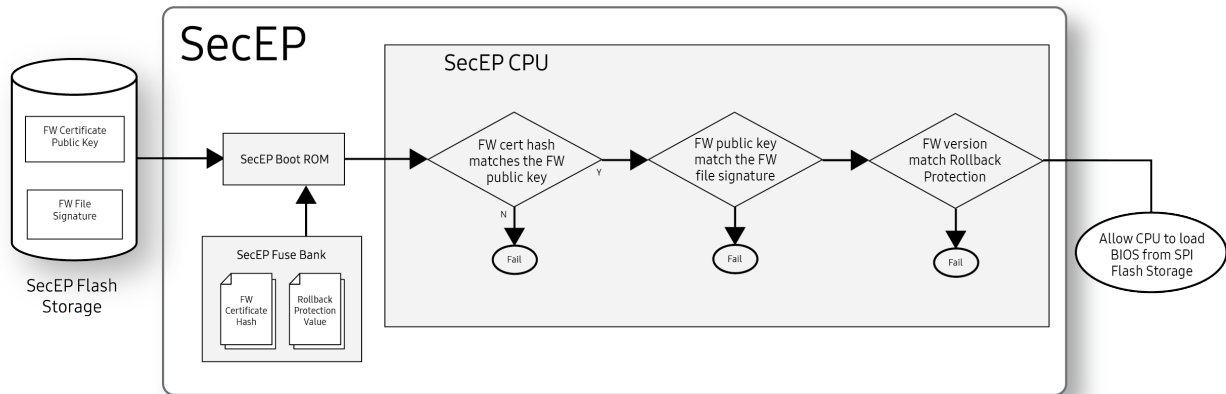 SecEP
SecEP CPU
FW Certificate
Public Key
FW File
Signature
SecEP Flash
Storage
SecEP Boot ROM
SecEP Fuse Bank
FW
Certificate
Hash
Rollback
Protection
Value
FW cert hash
matches the FW
public key
Y
N
Fail
FW public key
match the FW
file signature
Fail
FW version
match Rollback
Protection
Fail
Allow CPU to load
BIOS from SPI
Flash Storage